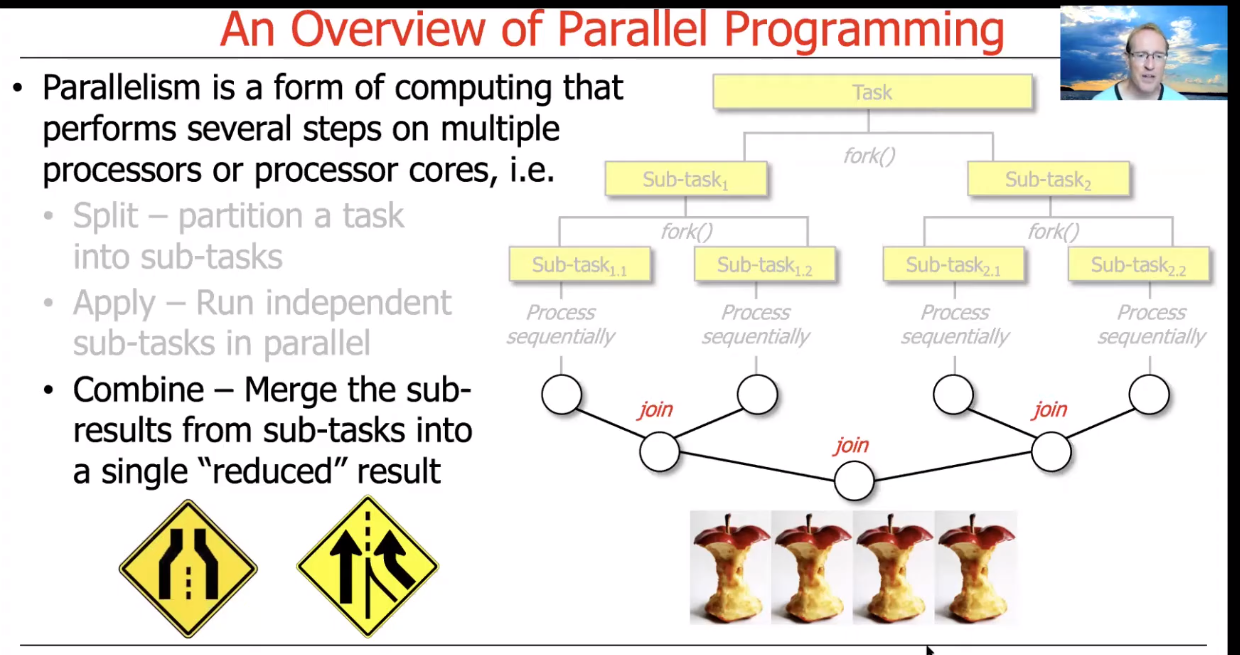 An Overview of Parallel Programming
• Parallelism is a form of computing that
performs several steps on multiple
processors or processor cores, i.e.
• Split – partition a task
into sub-tasks
• Apply – Run independent
sub-tasks in parallel
• Combine – Merge the sub-
results from sub-tasks into
a single “reduced” result
Task
fork()
Sub-task₁
Sub-task₂
fork()
fork()
Sub-task₁.₁
Sub-task₁.₂
Sub-task₂.₁
Sub-task₂.₂
Process
sequentially
Process
sequentially
Process
sequentially
Process
sequentially
join
join
join